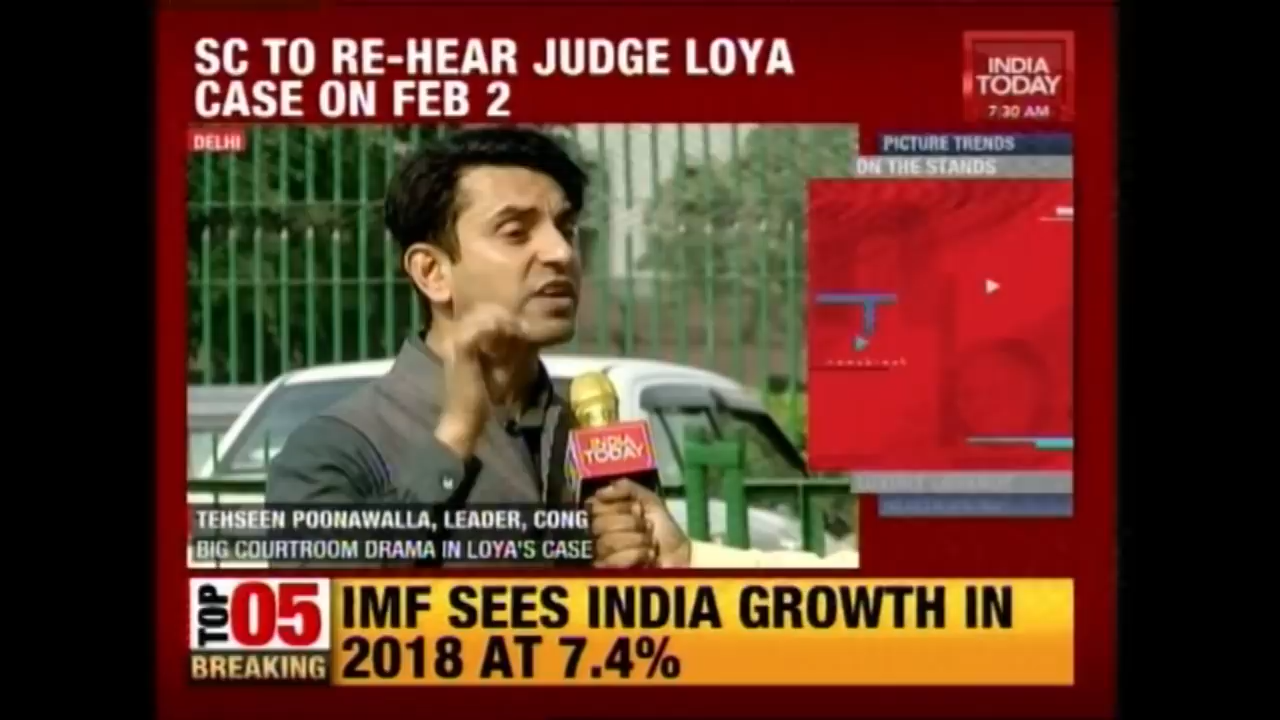 SC TO RE-HEAR JUDGE LOYA
CASE ON FEB 2
INDIA
TODAY
7:30 AM
DELHI
PICTURE TRENDS
ON THE STANDS
INDIA
TODAY
TEHSEEN POONAWALLA, LEADER, CONG
BIG COURTROOM DRAMA IN LOYA'S CASE
TOP 05
BREAKING
IMF SEES INDIA GROWTH IN
2018 AT 7.4%